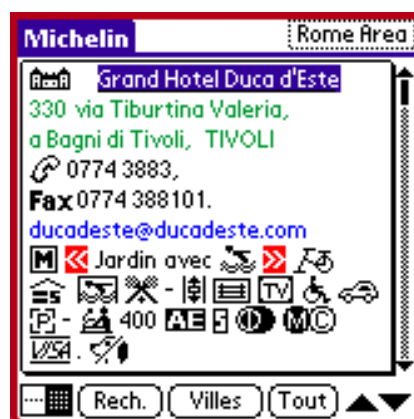 Michelin Rome Area
Grand Hotel Duca d'Este
330 via Tiburtina Valeria,
a Bagni di Tivoli, TIVOLI
0774 3883,
Fax 0774 388101.
ducadeste@ducadeste.com
M « Jardin avec »
- TV
P - 400 AE S MC
VISA .
Rech. Villes Tout